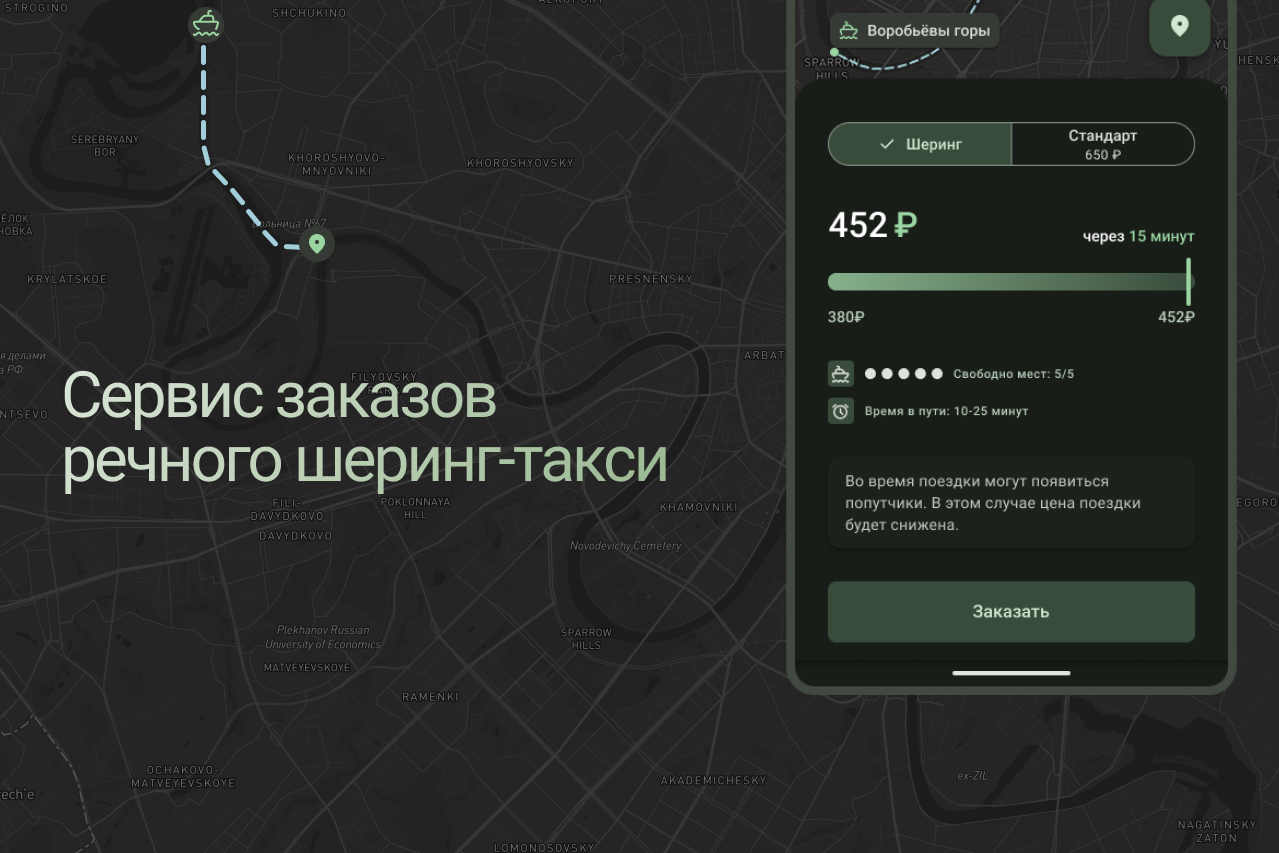 STROGINO
SHCHUKINO
AEROPORT
SEREBRYANY
BOR
KHOROSHYOVO-
MNYOVNIKI
KHOROSHYOVSKY
Больница №67
ЁЛОК
НОВКА
KRYLATSKOE
PRESNENSKY
ARBAT
я делами
а РФ
NTSEVO
FILYOVSKY
PARK
Сервис заказов
речного шеринг-такси
FILI-
DAVYDKOVO
DAVYDKOVO
POKLONNAYA
HILL
KHAMOVNIKI
Novodevichy Cemetery
Plekhanov Russian
University of Economics
MATVEYEVSKOYE
SPARROW
HILLS
RAMENKI
OCHAKOVO-
MATVEYEVSKOYE
rech'e
AKADEMICHESKY
LOMONOSOVSKY
ex-ZIL
NAGATINSKY
ZATON
EGORO
HENSK
YU
Воробьёвы горы
SPARROW
HILLS
Шеринг
Стандарт
650 ₽
452 ₽
через 15 минут
380₽
452₽
Свободно мест: 5/5
Время в пути: 10-25 минут
Во время поездки могут появиться
попутчики. В этом случае цена поездки
будет снижена.
Заказать